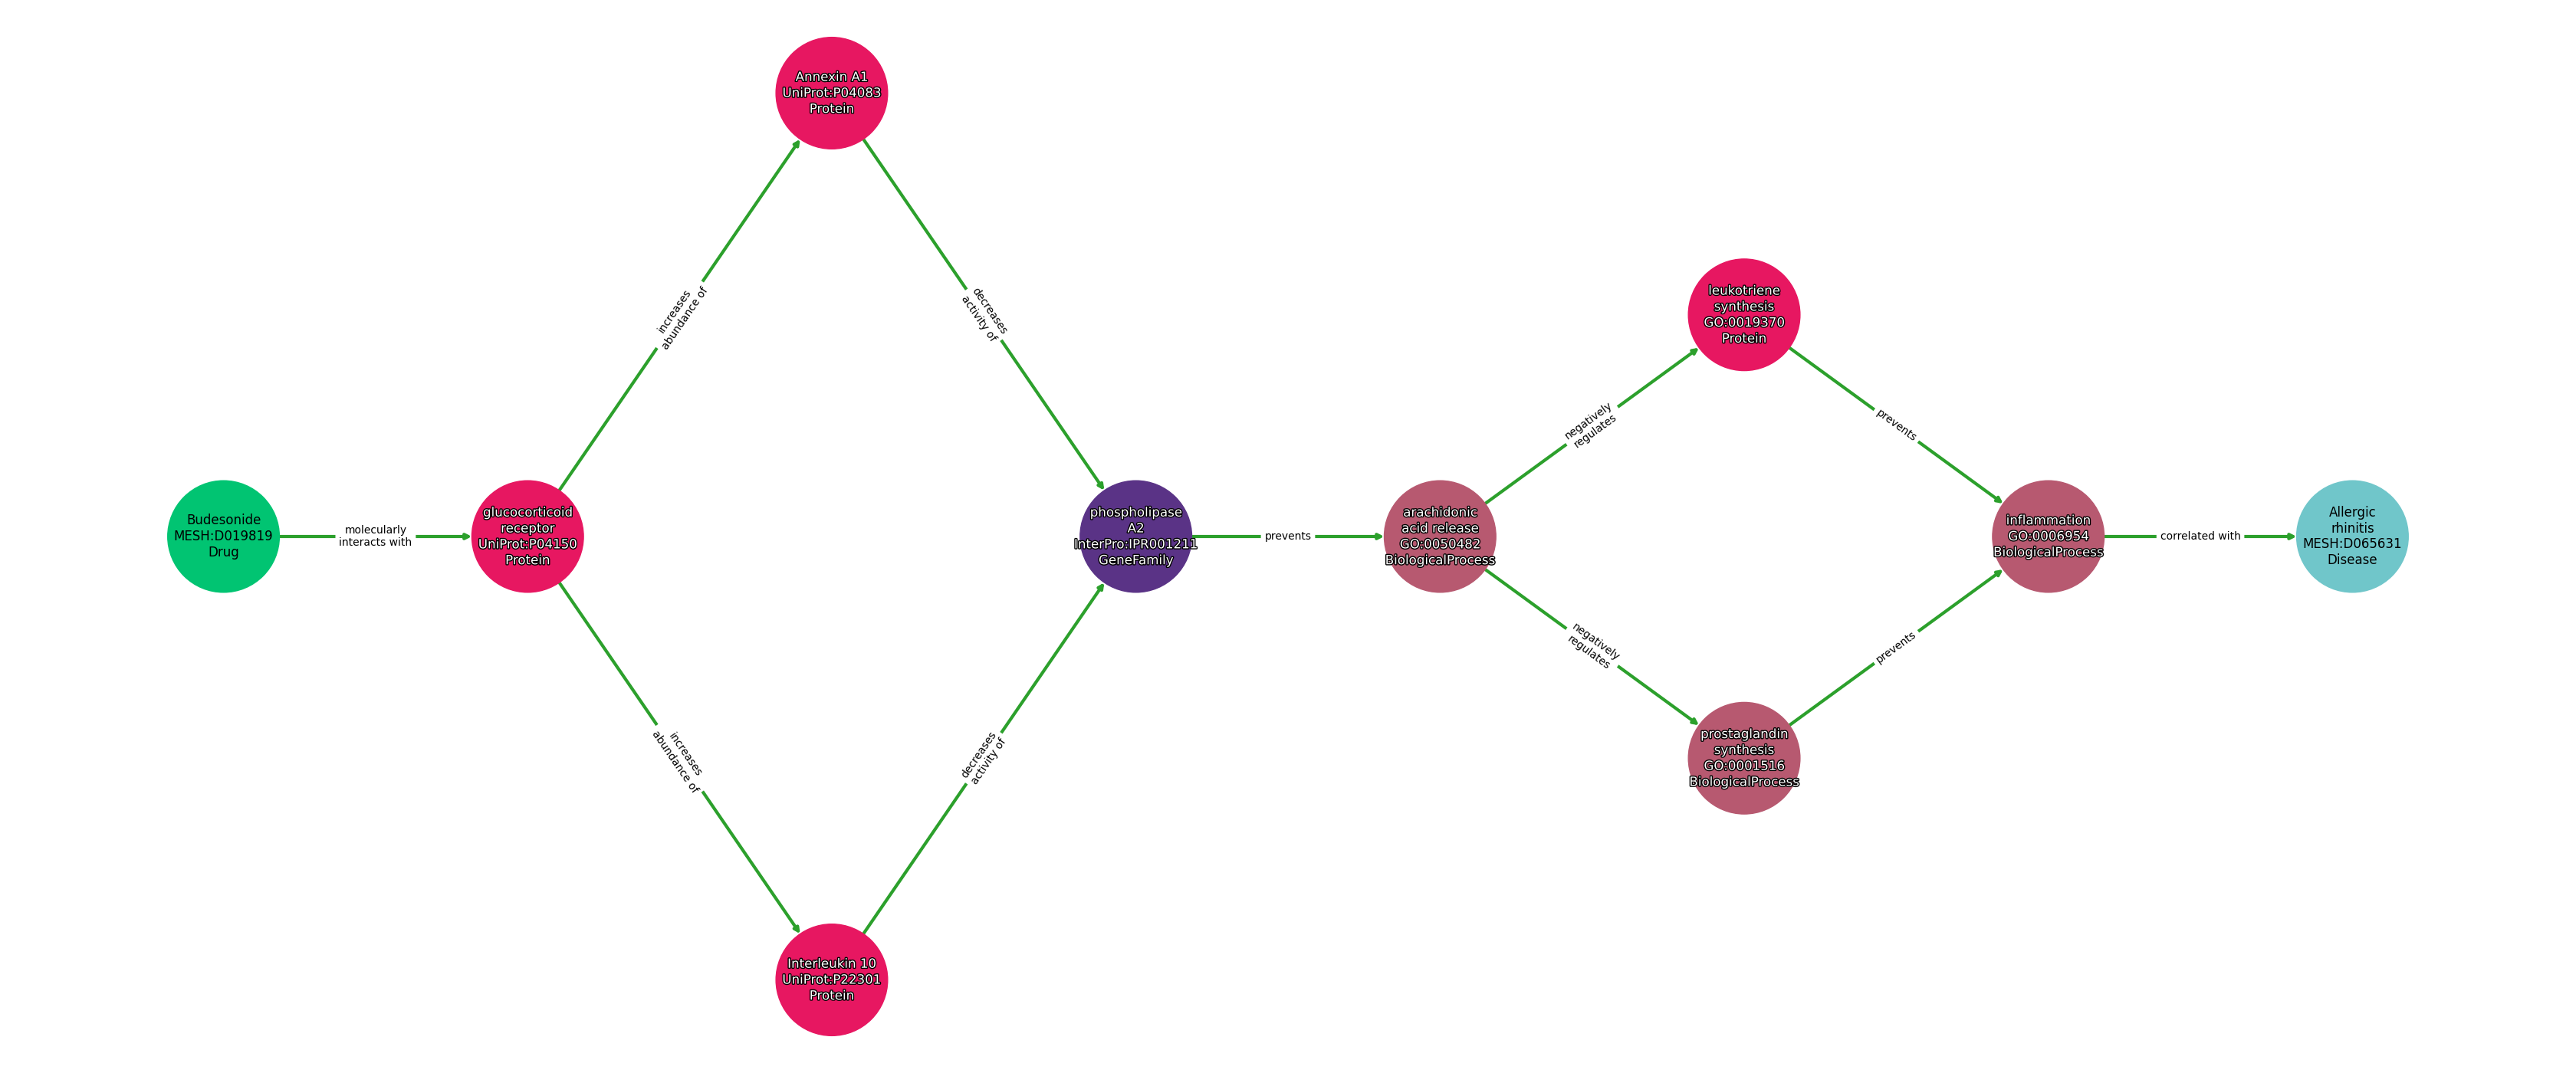 Annexin A1
UniProt:P04083
Protein
increases
abundance of
decreases
activity of
leukotriene
synthesis
GO:0019370
Protein
negatively
regulates
prevents
Budesonide
MESH:D019819
Drug
molecularly
interacts with
glucocorticoid
receptor
UniProt:P04150
Protein
phospholipase
A2
InterPro:IPR001211
GeneFamily
prevents
arachidonic
acid release
GO:0050482
BiologicalProcess
inflammation
GO:0006954
BiologicalProcess
correlated with
Allergic
rhinitis
MESH:D065631
Disease
negatively
regulates
prevents
prostaglandin
synthesis
GO:0001516
BiologicalProcess
increases
abundance of
decreases
activity of
Interleukin 10
UniProt:P22301
Protein